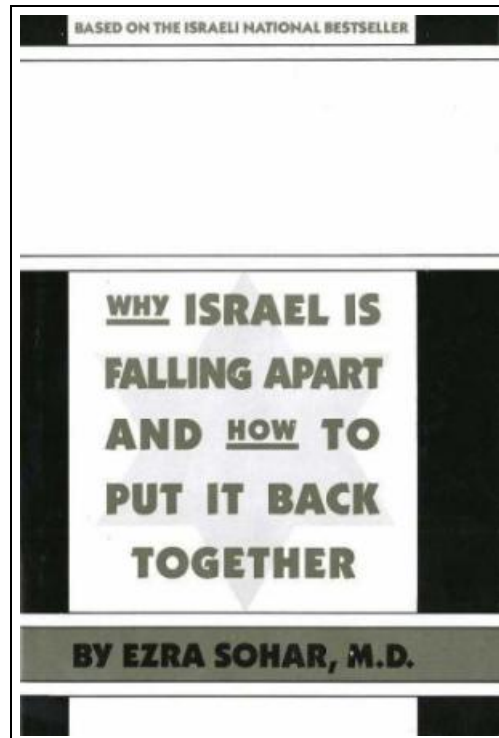 BASED ON THE ISRAELI NATIONAL BESTSELLER
WHY ISRAEL IS
FALLING APART
AND HOW TO
PUT IT BACK
TOGETHER
BY EZRA SOHAR, M.D.